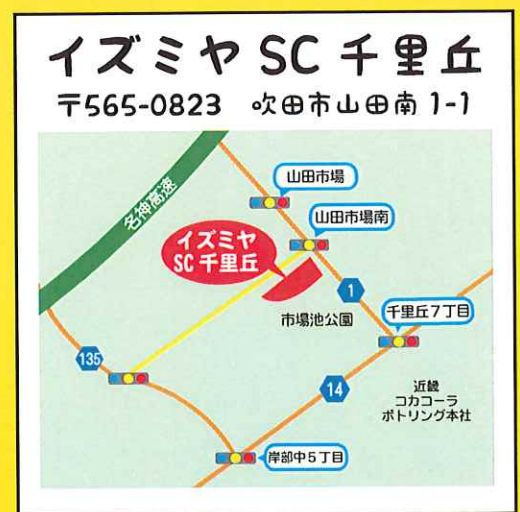 イズミヤ SC 千里丘
〒565-0823 吹田市山田南 1-1
名神高速
山田市場
山田市場南
イズミヤ
SC 千里丘
1
市場池公園
千里丘7丁目
135
14
近畿
コカコーラ
ボトリング本社
岸部中5丁目